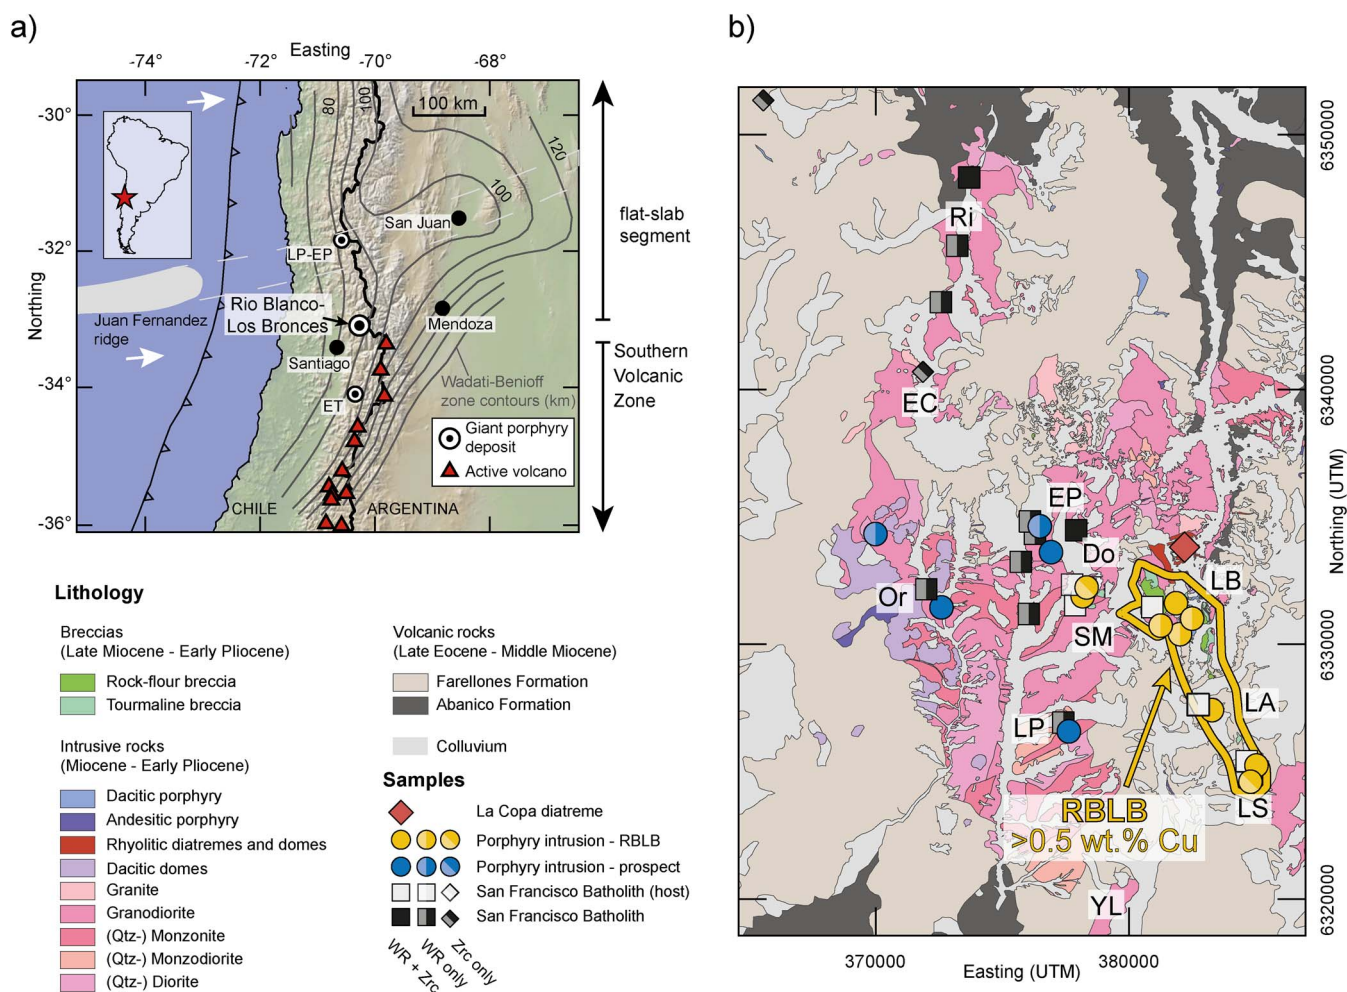 a)
Easting
-74°
-72°
-70°
-68°
-30°
-32°
-34°
-36°
Northing
80
100
100 km
120
100
San Juan
LP-EP
Rio Blanco-
Los Bronces
Mendoza
Juan Fernandez
ridge
Santiago
ET
Wadati-Benioff
zone contours (km)
Giant porphyry
deposit
Active volcano
CHILE
ARGENTINA
flat-slab
segment
Southern
Volcanic
Zone
Lithology
Breccias
(Late Miocene - Early Pliocene)
Rock-flour breccia
Tourmaline breccia
Intrusive rocks
(Miocene - Early Pliocene)
Dacitic porphyry
Andesitic porphyry
Rhyolitic diatremes and domes
Dacitic domes
Granite
Granodiorite
(Qtz-) Monzonite
(Qtz-) Monzodiorite
(Qtz-) Diorite
Volcanic rocks
(Late Eocene - Middle Miocene)
Farellones Formation
Abanico Formation
Colluvium
Samples
La Copa diatreme
Porphyry intrusion - RBLB
Porphyry intrusion - prospect
San Francisco Batholith (host)
San Francisco Batholith
WR + Zrc
WR only
Zrc only
b)
Ri
EC
EP
Do
Or
LB
SM
LA
LP
LS
RBLB
>0.5 wt.% Cu
YL
6350000
6340000
6330000
6320000
Northing (UTM)
370000
380000
Easting (UTM)